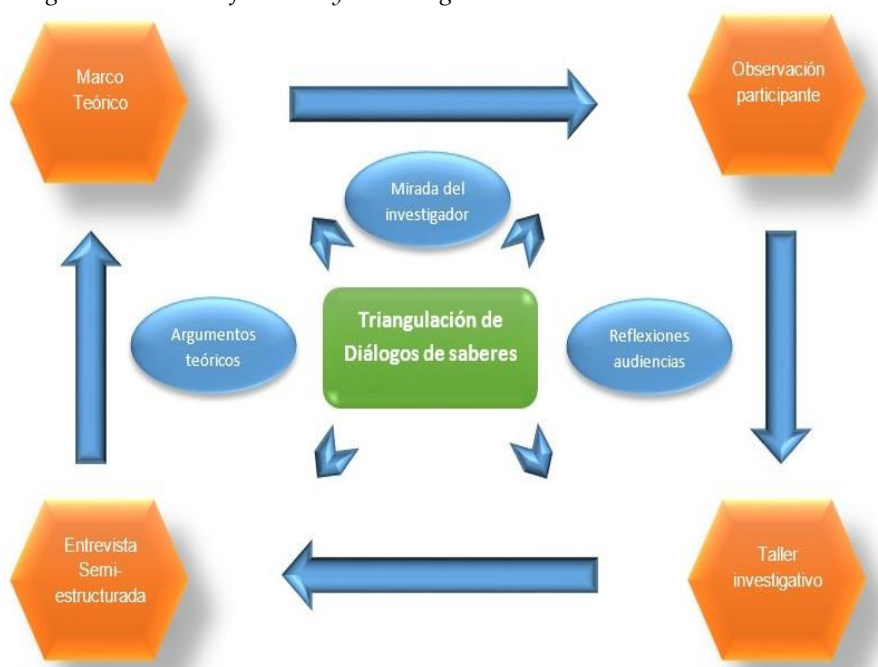 Marco
Teórico
Observación
participante
Mirada del
investigador
Argumentos
teóricos
Triangulación de
Diálogos de saberes
Reflexiones
audiencias
Entrevista
Semi-
estructurada
Taller
investigativo